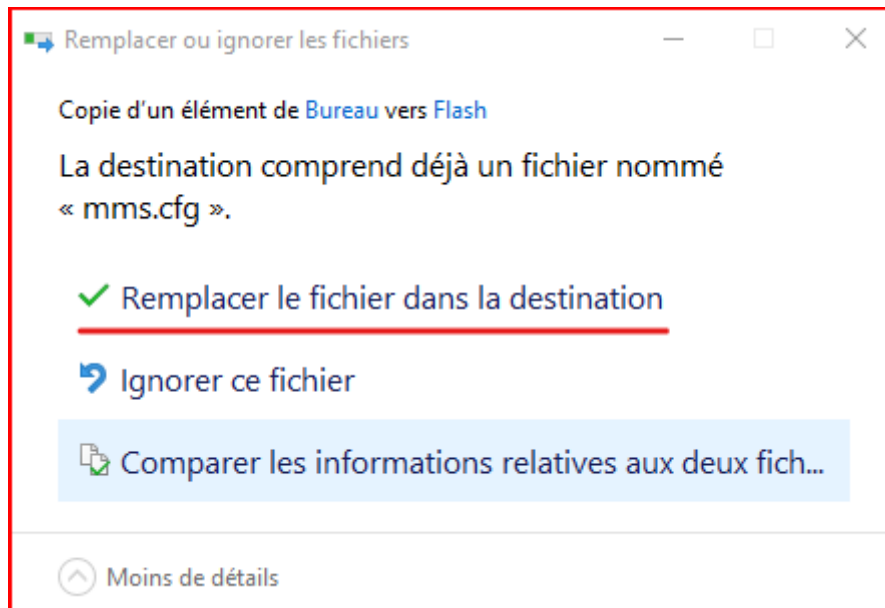 Remplacer ou ignorer les fichiers
Copie d’un élément de Bureau vers Flash
La destination comprend déjà un fichier nommé
« mms.cfg ».
Remplacer le fichier dans la destination
Ignorer ce fichier
Comparer les informations relatives aux deux fich...
Moins de détails